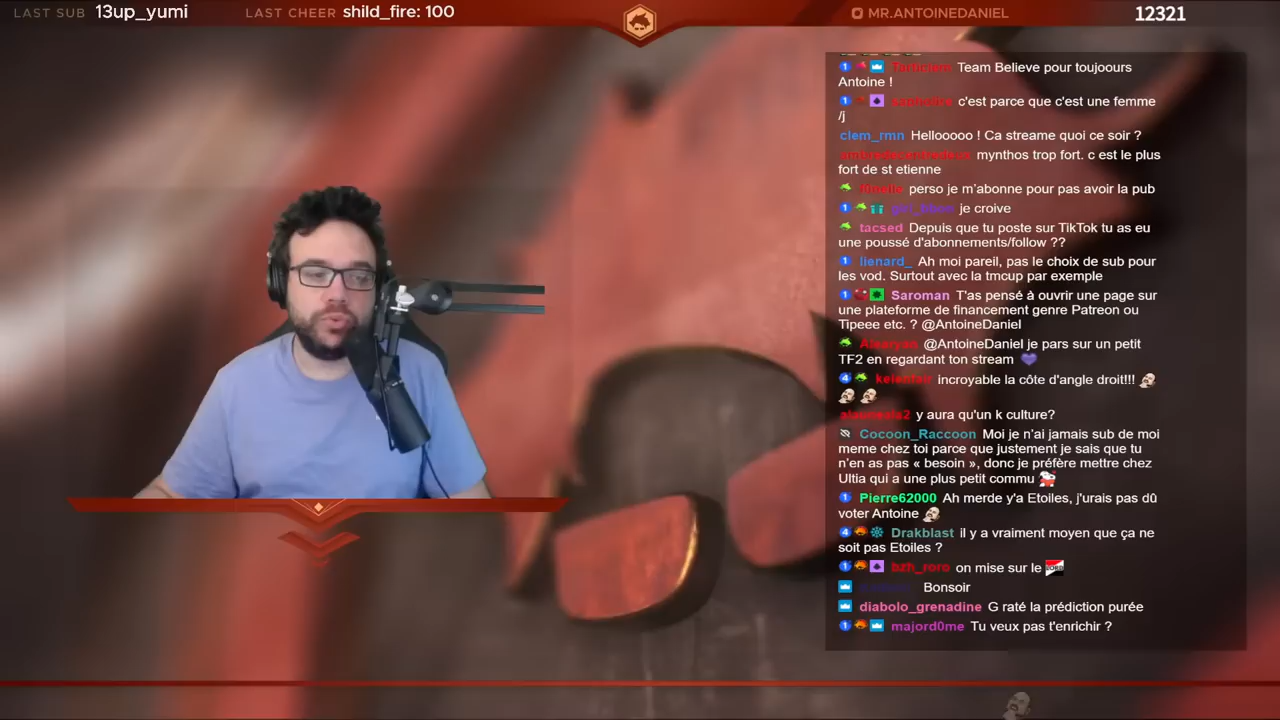 LAST SUB 13up_yumi LAST CHEER shild_fire: 100 MR.ANTOINEDANIEL 12321
Team Believe pour toujoours
Antoine !
c'est parce que c'est une femme
/j
clem_rmn Hellooooo ! Ca streame quoi ce soir ?
mynthos trop fort. c est le plus
fort de st etienne
perso je m'abonne pour pas avoir la pub
je croive
tacsed Depuis que tu poste sur TikTok tu as eu
une poussé d'abonnements/follow ??
lienard_ Ah moi pareil, pas le choix de sub pour
les vod. Surtout avec la tmcup par exemple
Saroman T'as pensé à ouvrir une page sur
une plateforme de financement genre Patreon ou
Tipeee etc. ? @AntoineDaniel
@AntoineDaniel je pars sur un petit
TF2 en regardant ton stream
incroyable la côte d'angle droit!!!
y aura qu'un k culture?
Cocoon_Raccoon Moi je n'ai jamais sub de moi
meme chez toi parce que justement je sais que tu
n'en as pas « besoin », donc je préfère mettre chez
Ultia qui a une plus petit commu
Pierre62000 Ah merde y'a Etoiles, j'urais pas dû
voter Antoine
Drakblast il y a vraiment moyen que ça ne
soit pas Etoiles ?
bzh_roro on mise sur le
Bonsoir
diabolo_grenadine G raté la prédiction purée
majord0me Tu veux pas t'enrichir ?